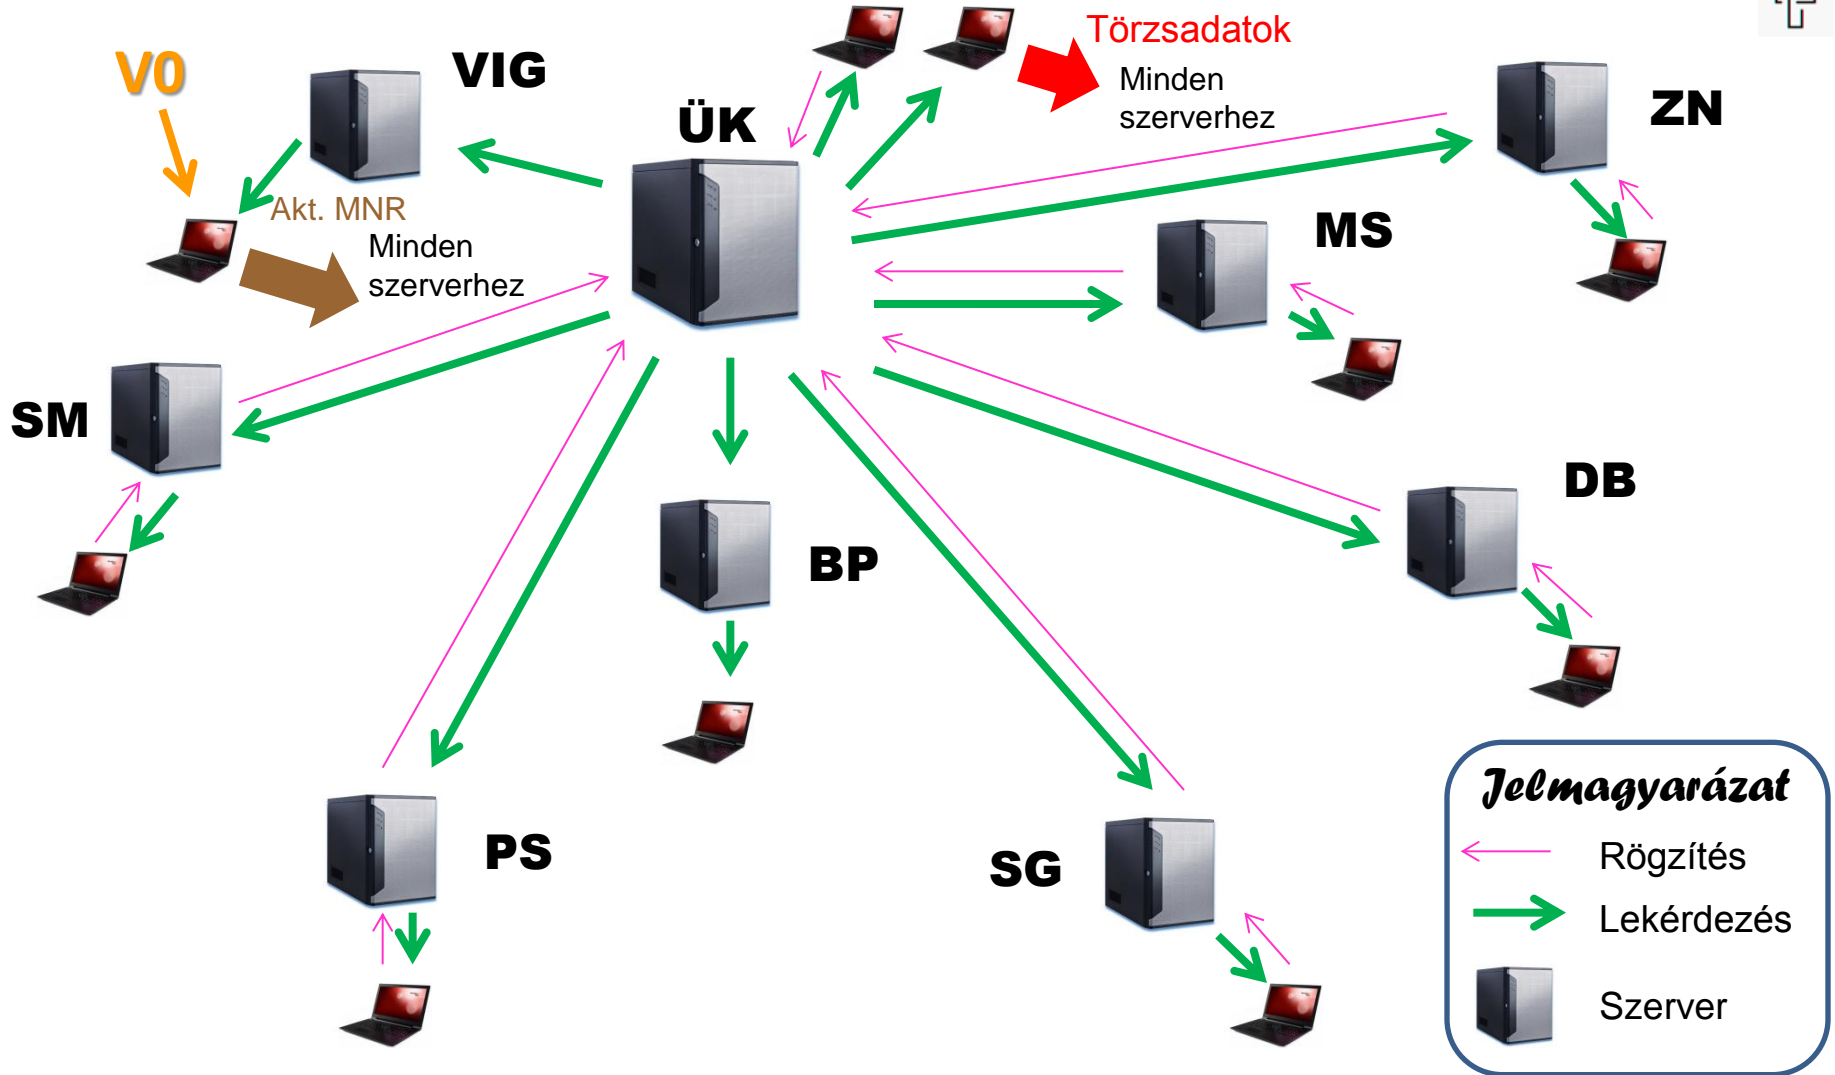 V0
VIG
ÜK
Törzsadatok
Minden
szerverhez
ZN
Akt. MNR
Minden
szerverhez
MS
SM
DB
BP
PS
SG
Jelmagyarázat
Rögzítés
Lekérdezés
Szerver